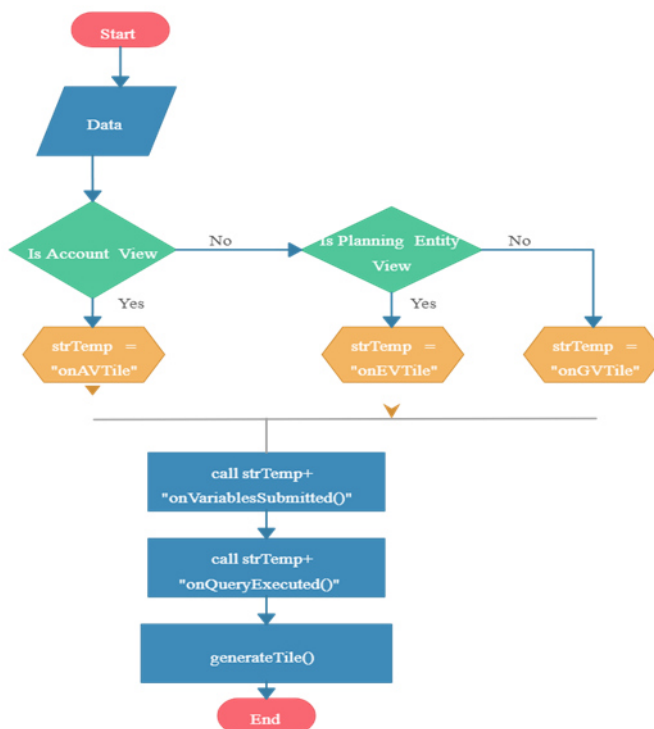 Start
Data
Is Account View
No
Is Planning Entity
View
No
Yes
Yes
strTemp =
"onAVTile"
strTemp =
"onEVTile"
strTemp =
"onGVTile"
call strTemp+
"onVariablesSubmitted()"
call strTemp+
"onQueryExecuted()"
generateTile()
End